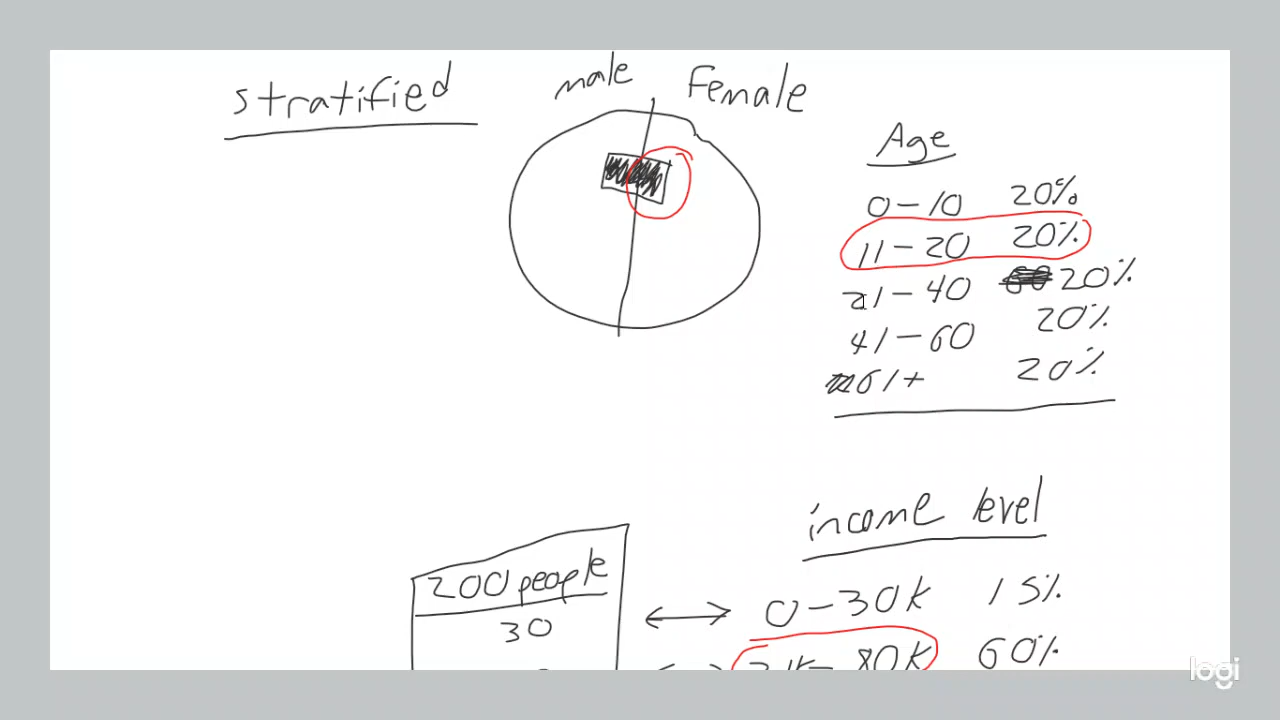 stratified
male Female
Age
0-10 20%
11-20 20%
21-40 20%
41-60 20%
61+ 20%
income level
200 people
0-30k 15%
30
80k 60%
logi